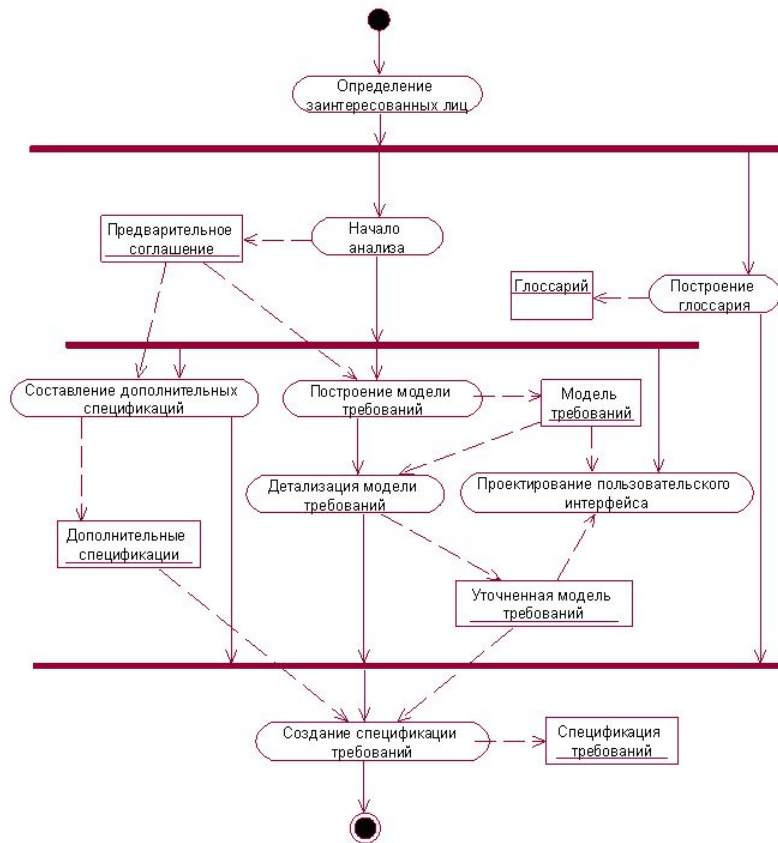 Определение
заинтересованных лиц
Предварительное
соглашение
Начало
анализа
Глоссарий
Построение
глоссария
Составление дополнительных
спецификаций
Построение модели
требований
Модель
требований
Детализация модели
требований
Проектирование пользовательского
интерфейса
Дополнительные
спецификации
Уточненная модель
требований
Создание спецификации
требований
Спецификация
требований